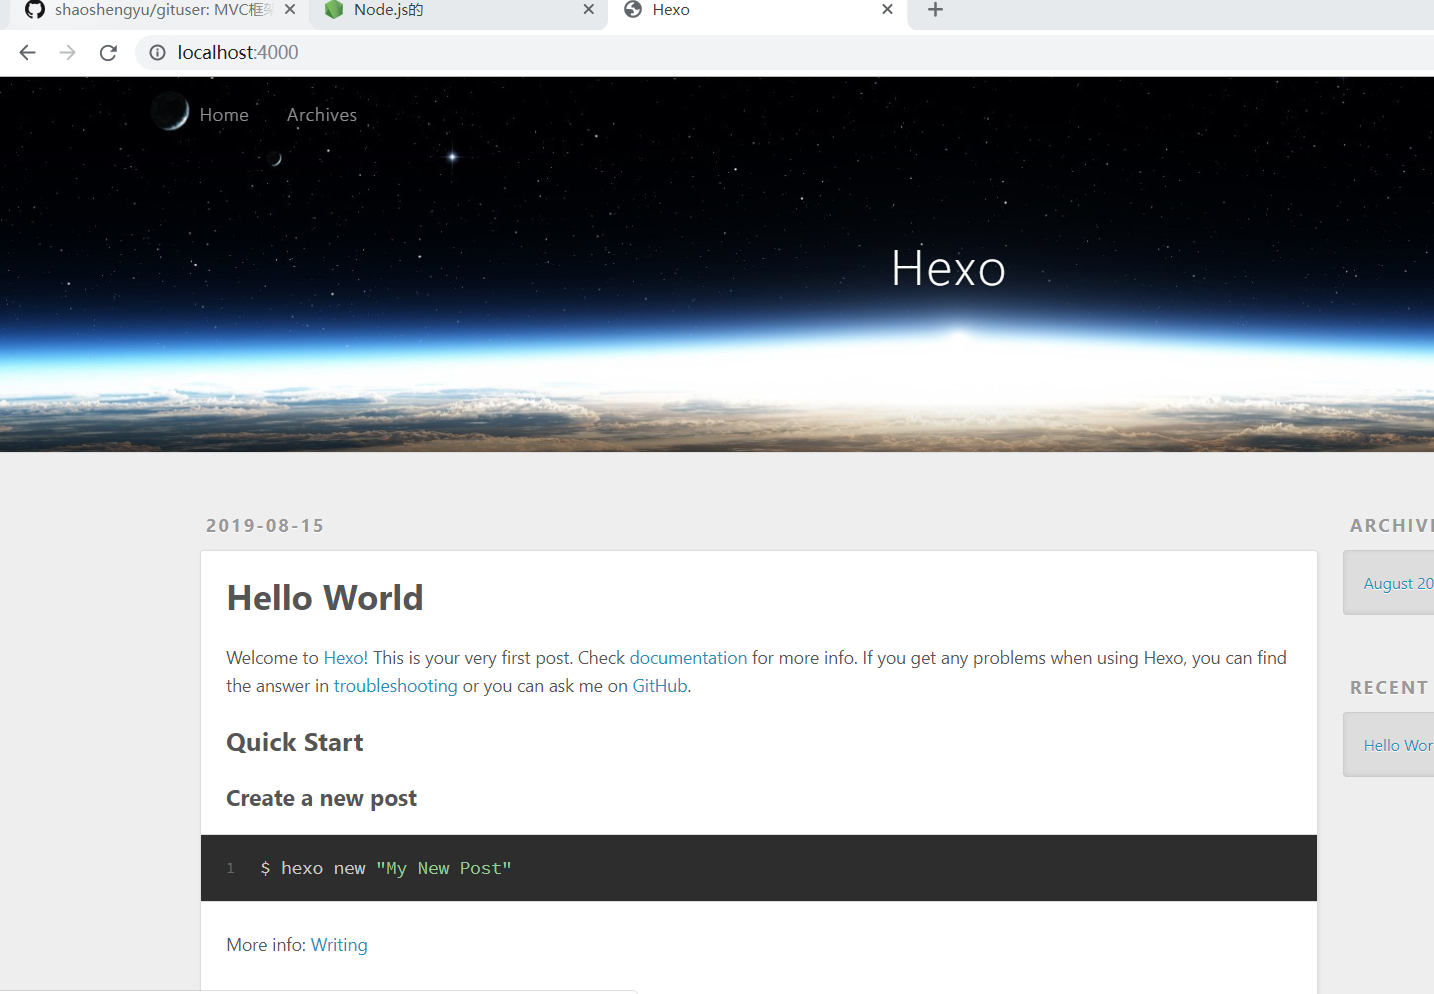 shaoshengyu/gituser: MVC框
Node.js的
Hexo
localhost:4000
Home
Archives
Hexo
2019-08-15
Hello World
Welcome to Hexo! This is your very first post. Check documentation for more info. If you get any problems when using Hexo, you can find
the answer in troubleshooting or you can ask me on GitHub.
Quick Start
Create a new post
1 $ hexo new "My New Post"
More info: Writing
ARCHIV
August 20
RECENT
Hello Wor